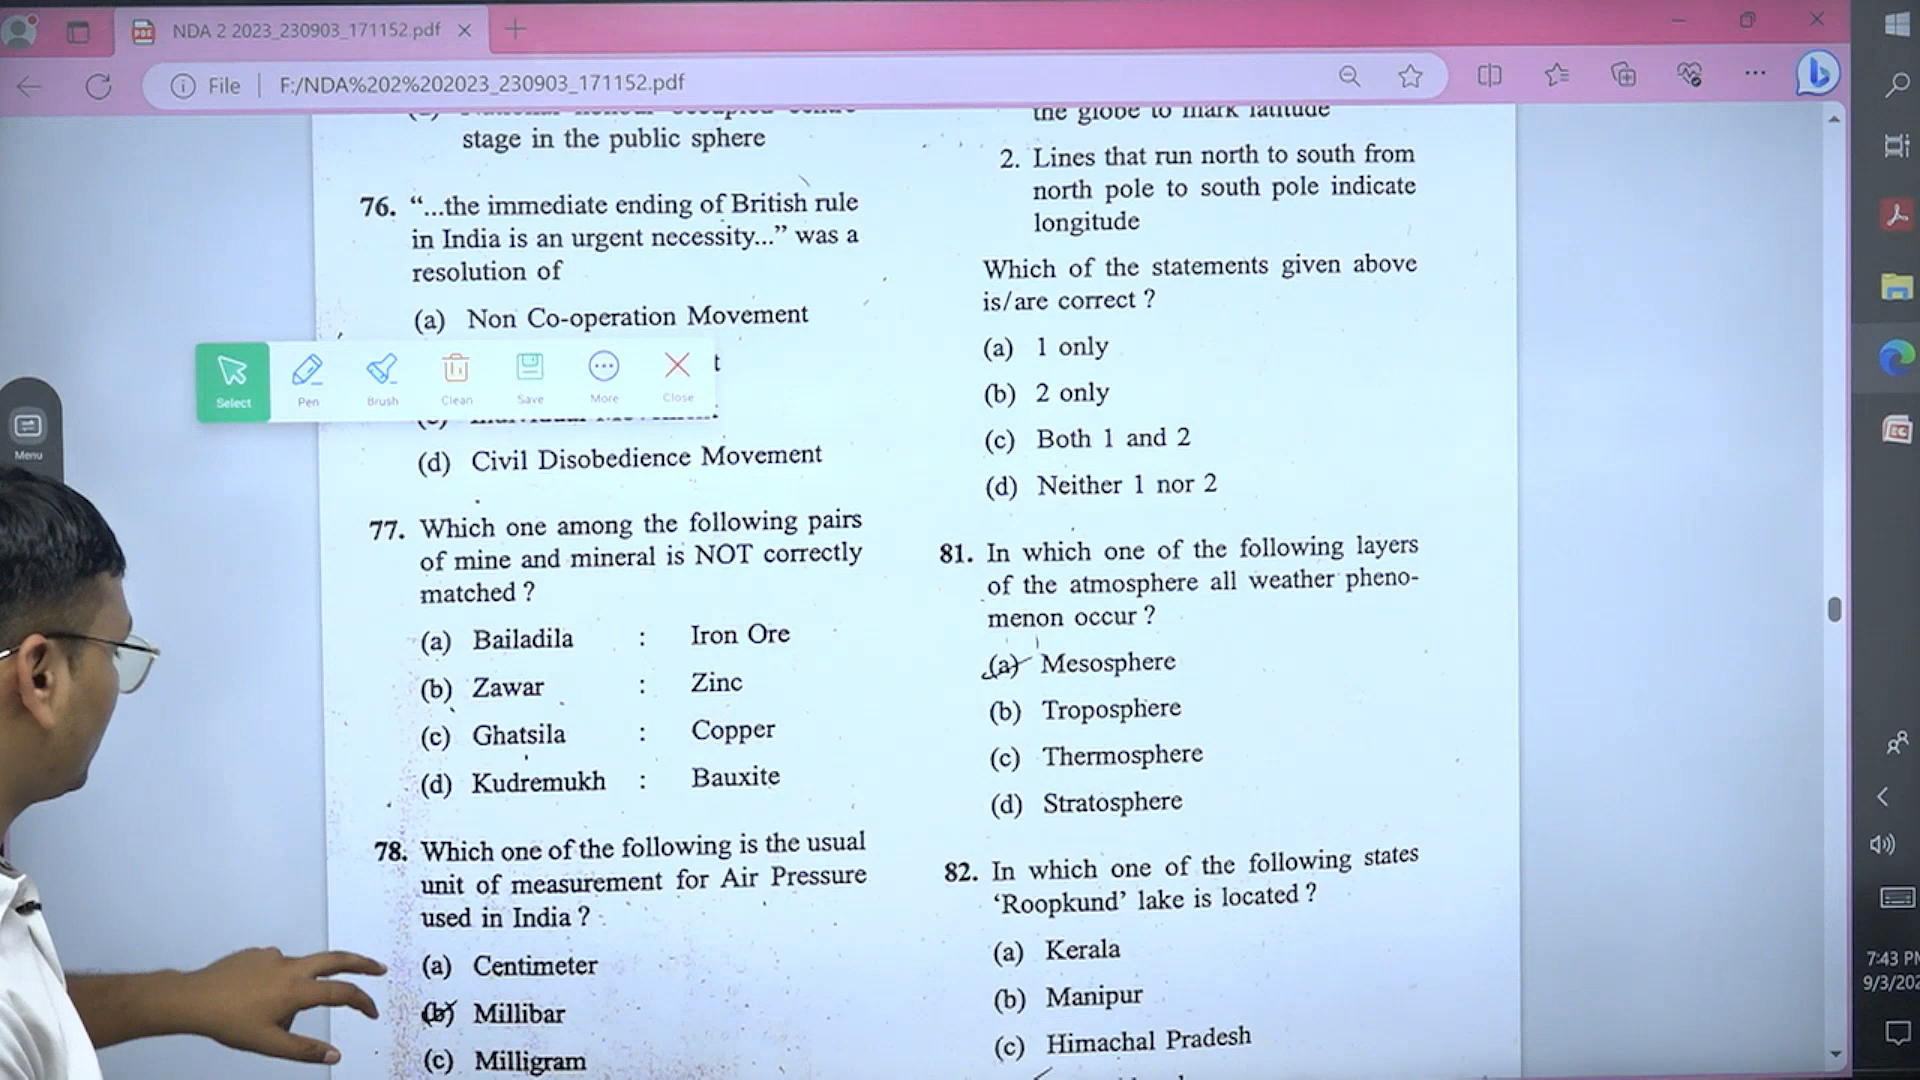 NDA 2 2023_230903_171152.pdf
File
F:/NDA%202%202023_230903_171152.pdf
stage in the public sphere
76. “...the immediate ending of British rule
in India is an urgent necessity...” was a
resolution of
(a) Non Co-operation Movement
t
Select
Pen
Brush
Clean
Save
More
Close
Menu
(d) Civil Disobedience Movement
77. Which one among the following pairs
of mine and mineral is NOT correctly
matched ?
(a) Bailadila : Iron Ore
(b) Zawar : Zinc
(c) Ghatsila : Copper
(d) Kudremukh : Bauxite
78. Which one of the following is the usual
unit of measurement for Air Pressure
used in India ?
(a) Centimeter
(b) Millibar
(c) Milligram
the globe to mark latitude
2. Lines that run north to south from
north pole to south pole indicate
longitude
Which of the statements given above
is/are correct ?
(a) 1 only
(b) 2 only
(c) Both 1 and 2
(d) Neither 1 nor 2
81. In which one of the following layers
of the atmosphere all weather pheno-
menon occur ?
(a) Mesosphere
(b) Troposphere
(c) Thermosphere
(d) Stratosphere
82. In which one of the following states
‘Roopkund’ lake is located ?
(a) Kerala
(b) Manipur
(c) Himachal Pradesh
7:43 PM
9/3/202